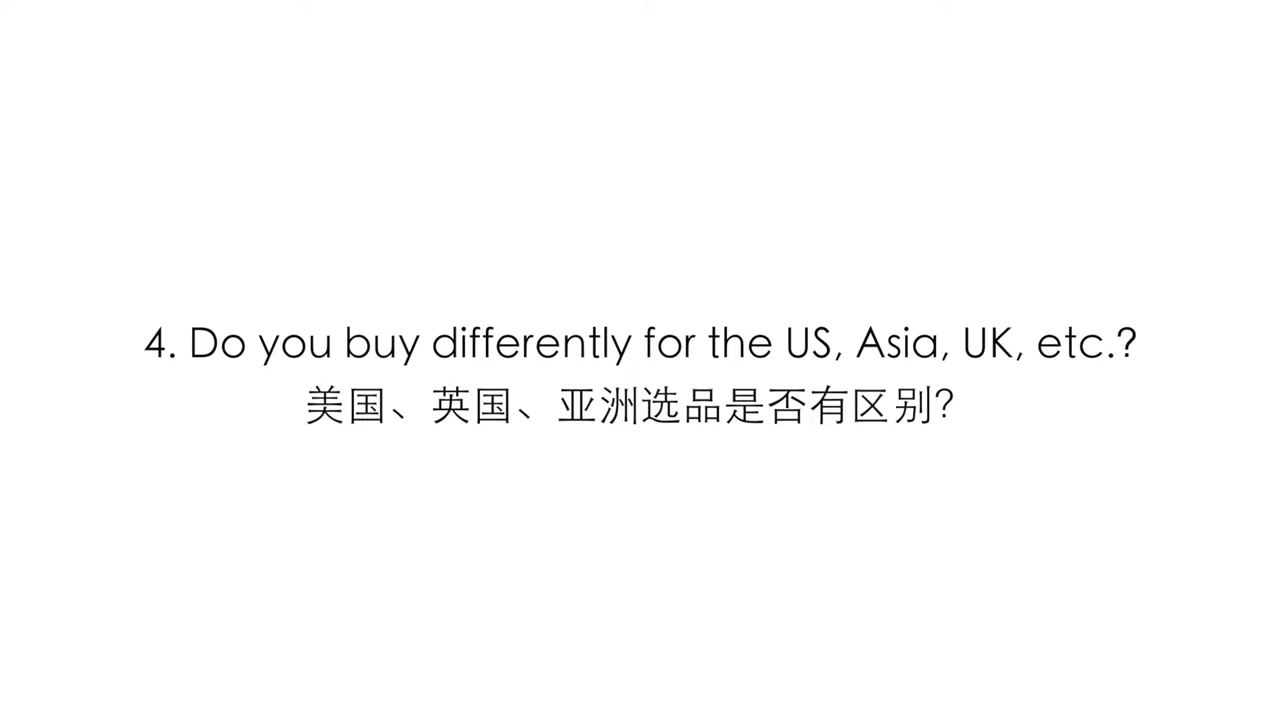 4. Do you buy differently for the US, Asia, UK, etc.?
美国、英国、亚洲选品是否有区别?